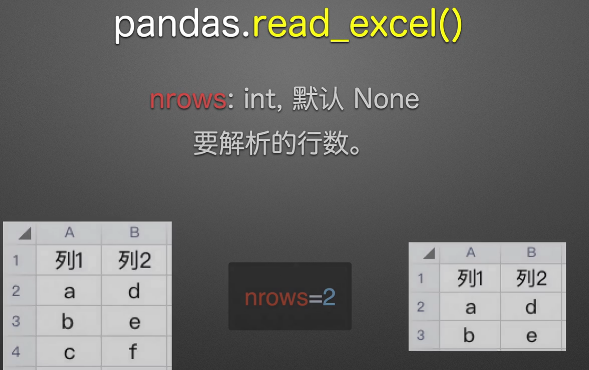 pandas.read_excel()
nrows: int, 默认 None
要解析的行数。
A B
1 列1 列2
2 a d
3 b e
4 c f
nrows=2
A B
1 列1 列2
2 a d
3 b e